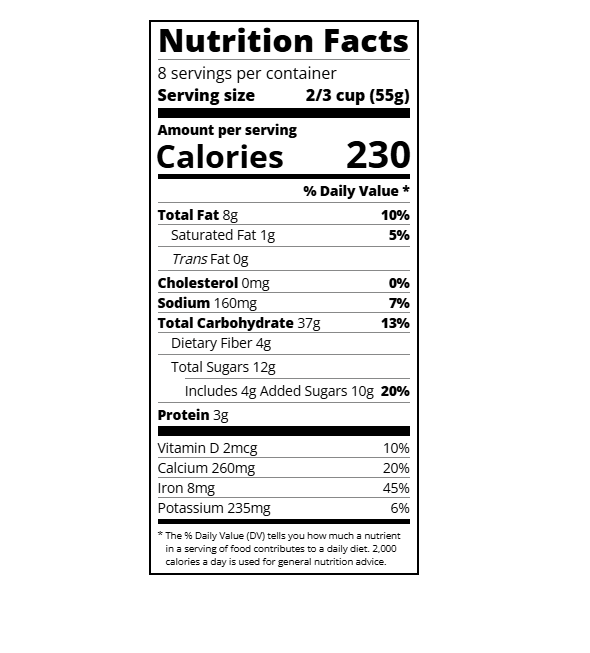 Nutrition Facts
8 servings per container
Serving size 2/3 cup (55g)
Amount per serving
Calories 230
% Daily Value *
Total Fat 8g 10%
Saturated Fat 1g 5%
Trans Fat 0g
Cholesterol 0mg 0%
Sodium 160mg 7%
Total Carbohydrate 37g 13%
Dietary Fiber 4g
Total Sugars 12g
Includes 4g Added Sugars 10g 20%
Protein 3g
Vitamin D 2mcg 10%
Calcium 260mg 20%
Iron 8mg 45%
Potassium 235mg 6%
* The % Daily Value (DV) tells you how much a nutrient
in a serving of food contributes to a daily diet. 2,000
calories a day is used for general nutrition advice.